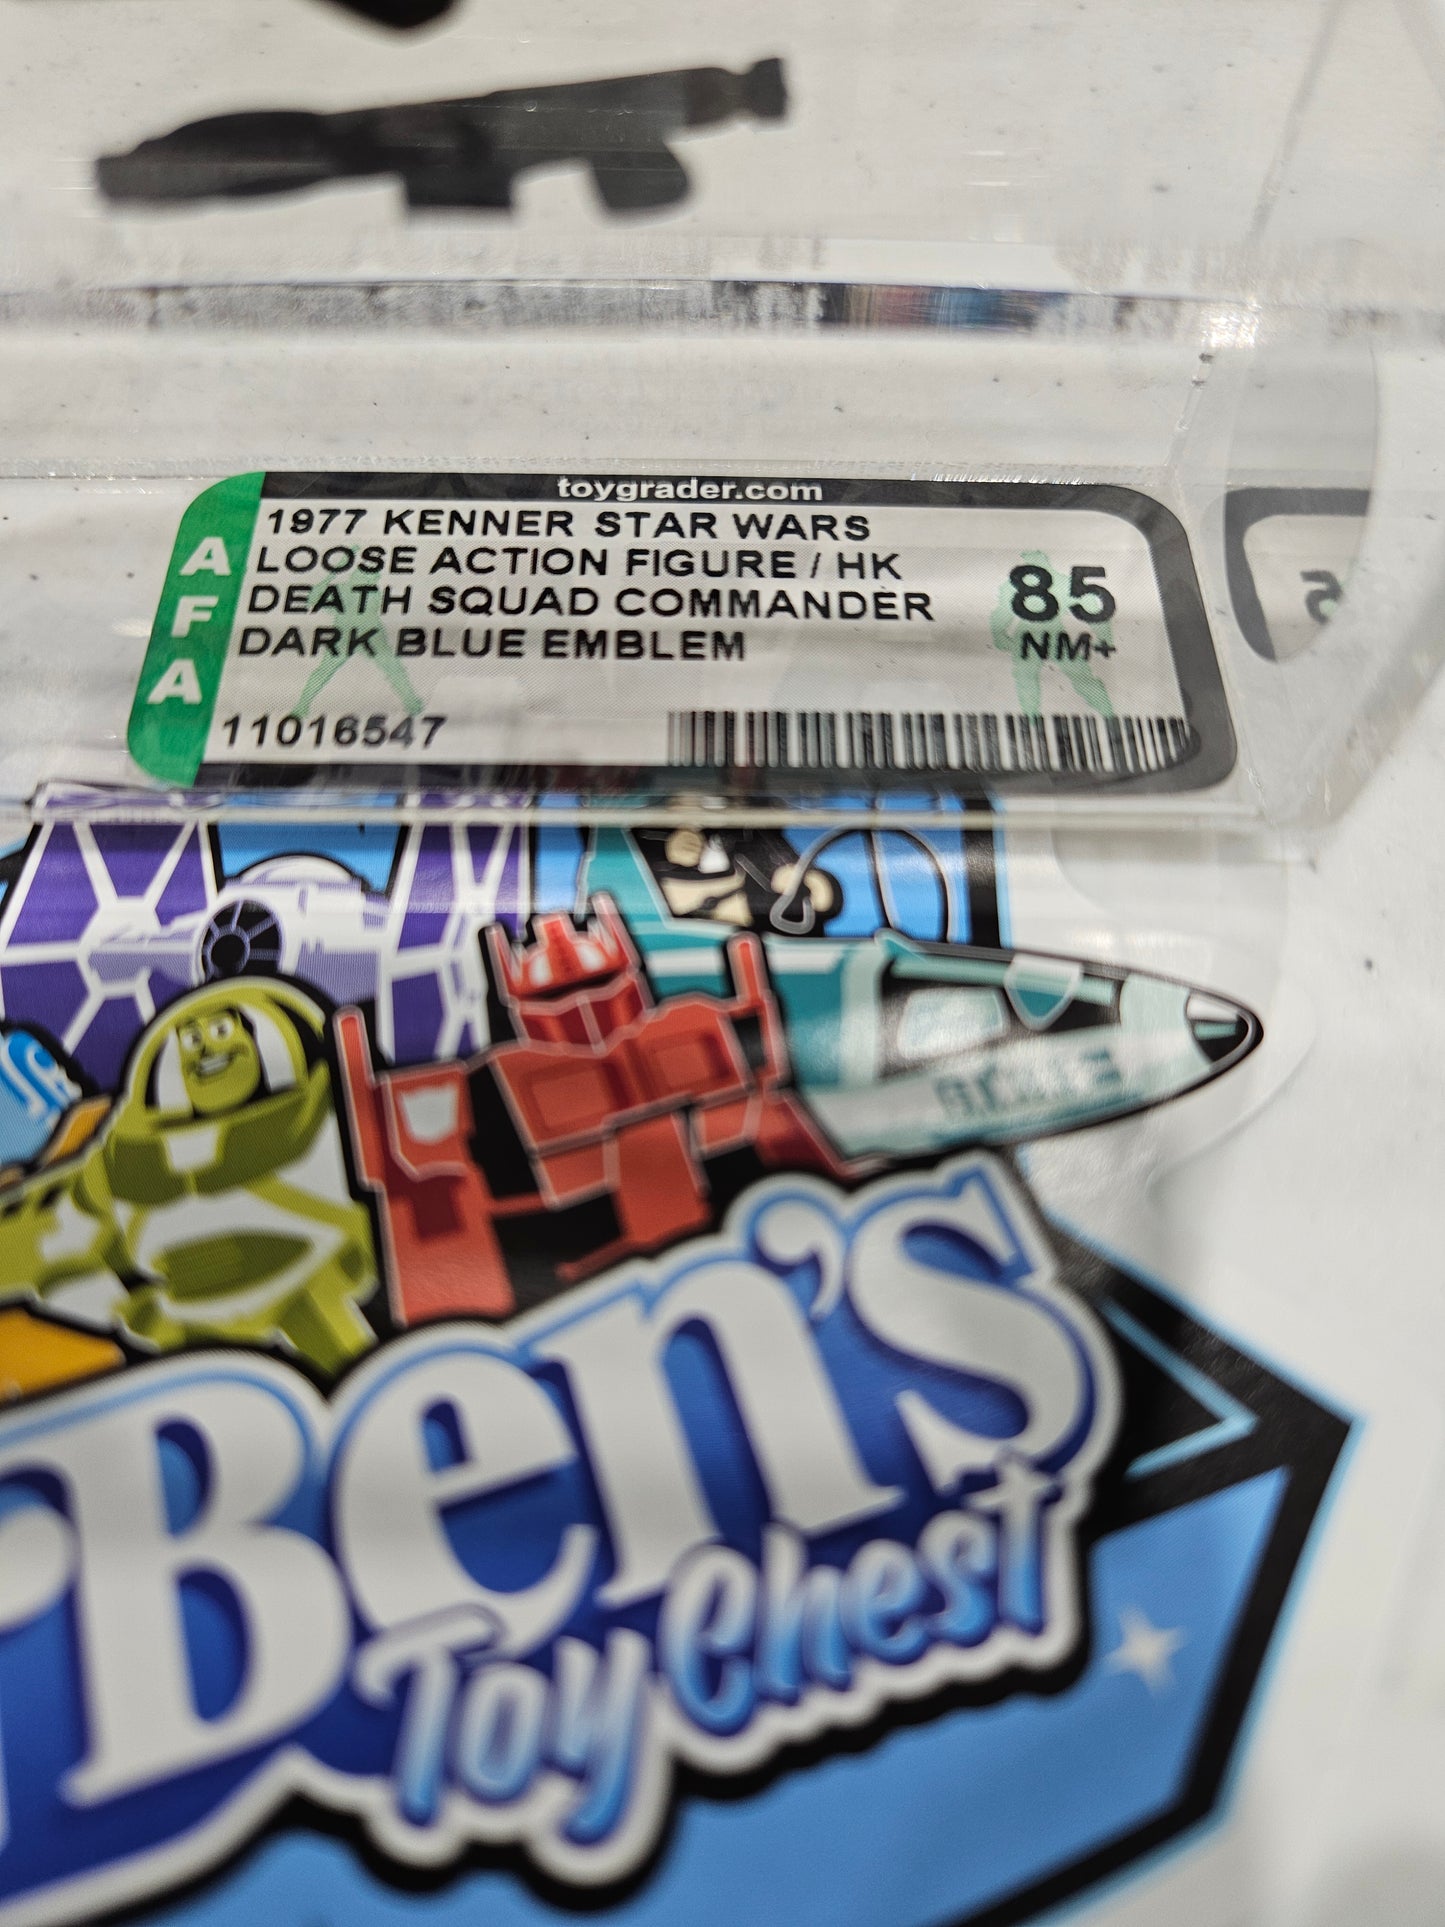 toygrader.com
AFA
1977 KENNER STAR WARS
LOOSE ACTION FIGURE / HK
DEATH SQUAD COMMANDER
DARK BLUE EMBLEM
85
NM+
11016547
Ben's
Toy Chest